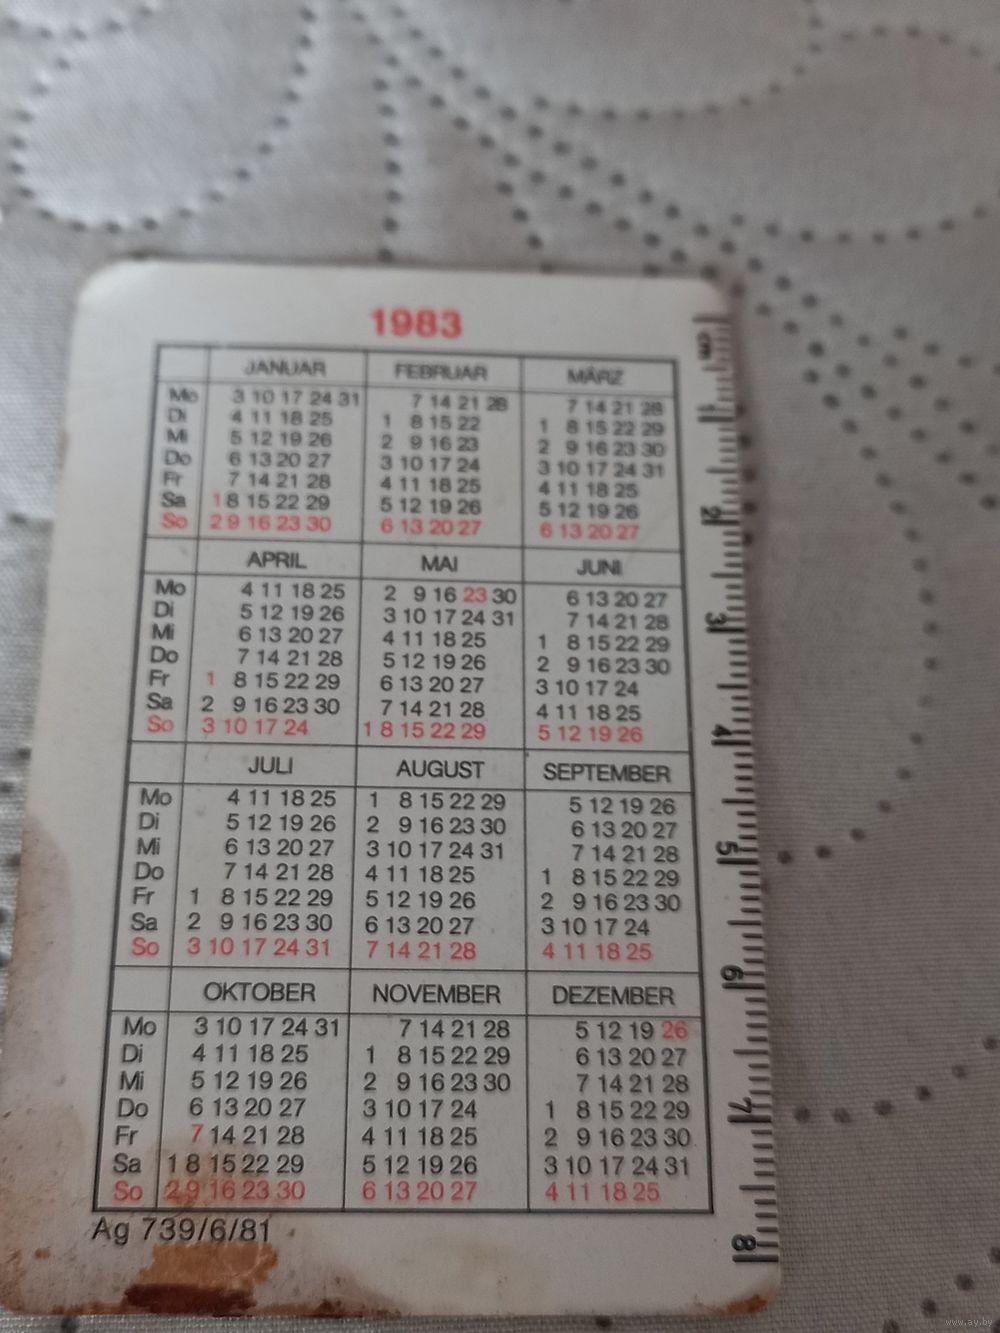 1983
JANUAR FEBRUAR MÄRZ
Mo 3 10 17 24 31 7 14 21 28 7 14 21 28
Di 4 11 18 25 1 8 15 22 1 8 15 22 29
Mi 5 12 19 26 2 9 16 23 2 9 16 23 30
Do 6 13 20 27 3 10 17 24 3 10 17 24 31
Fr 7 14 21 28 4 11 18 25 4 11 18 25
Sa 1 8 15 22 29 5 12 19 26 5 12 19 26
So 2 9 16 23 30 6 13 20 27 6 13 20 27
APRIL MAI JUNI
Mo 4 11 18 25 2 9 16 23 30 6 13 20 27
Di 5 12 19 26 3 10 17 24 31 7 14 21 28
Mi 6 13 20 27 4 11 18 25 1 8 15 22 29
Do 7 14 21 28 5 12 19 26 2 9 16 23 30
Fr 1 8 15 22 29 6 13 20 27 3 10 17 24
Sa 2 9 16 23 30 7 14 21 28 4 11 18 25
So 3 10 17 24 1 8 15 22 29 5 12 19 26
JULI AUGUST SEPTEMBER
Mo 4 11 18 25 1 8 15 22 29 5 12 19 26
Di 5 12 19 26 2 9 16 23 30 6 13 20 27
Mi 6 13 20 27 3 10 17 24 31 7 14 21 28
Do 7 14 21 28 4 11 18 25 1 8 15 22 29
Fr 1 8 15 22 29 5 12 19 26 2 9 16 23 30
Sa 2 9 16 23 30 6 13 20 27 3 10 17 24
So 3 10 17 24 31 7 14 21 28 4 11 18 25
OKTOBER NOVEMBER DEZEMBER
Mo 3 10 17 24 31 7 14 21 28 5 12 19 26
Di 4 11 18 25 1 8 15 22 29 6 13 20 27
Mi 5 12 19 26 2 9 16 23 30 7 14 21 28
Do 6 13 20 27 3 10 17 24 1 8 15 22 29
Fr 7 14 21 28 4 11 18 25 2 9 16 23 30
Sa 1 8 15 22 29 5 12 19 26 3 10 17 24 31
So 2 9 16 23 30 6 13 20 27 4 11 18 25
Ag 739/6/81
cm 1 2 3 4 5 6 7 8
www.ay.by